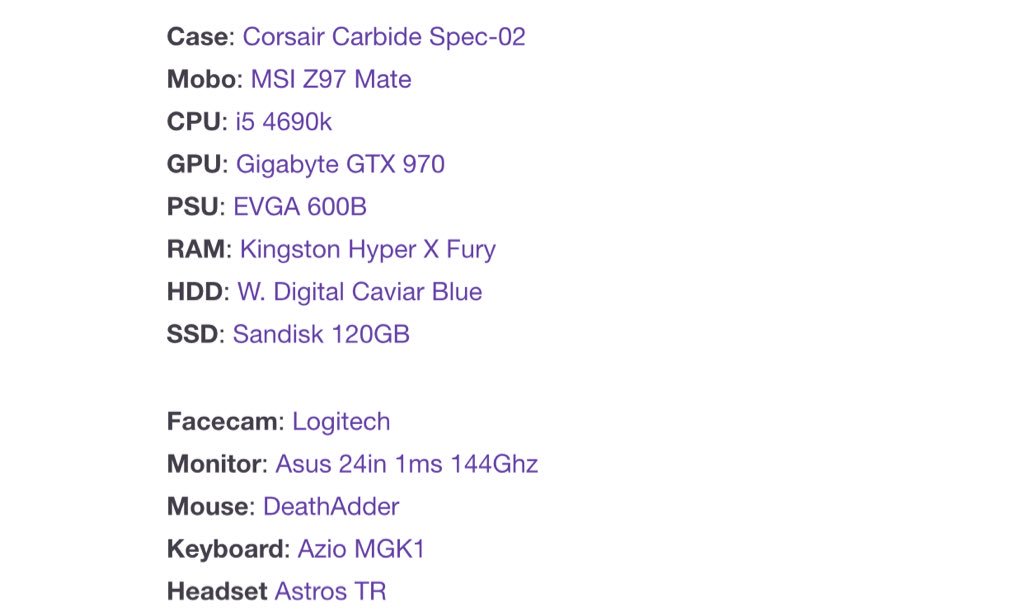 Case: Corsair Carbide Spec-02
Mobo: MSI Z97 Mate
CPU: i5 4690k
GPU: Gigabyte GTX 970
PSU: EVGA 600B
RAM: Kingston Hyper X Fury
HDD: W. Digital Caviar Blue
SSD: Sandisk 120GB
Facecam: Logitech
Monitor: Asus 24in 1ms 144Ghz
Mouse: DeathAdder
Keyboard: Azio MGK1
Headset Astros TR